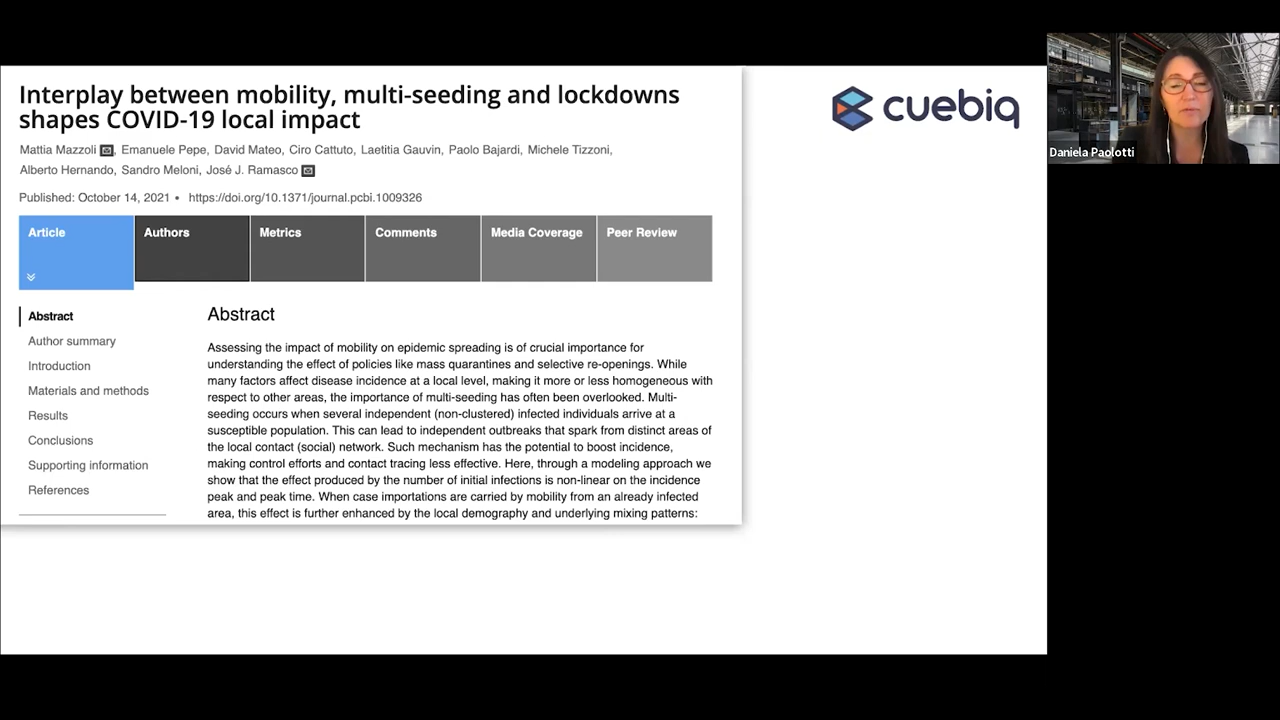 Interplay between mobility, multi-seeding and lockdowns
shapes COVID-19 local impact
Mattia Mazzoli, Emanuele Pepe, David Mateo, Ciro Cattuto, Laetitia Gauvin, Paolo Bajardi, Michele Tizzoni,
Alberto Hernando, Sandro Meloni, José J. Ramasco
Published: October 14, 2021 • https://doi.org/10.1371/journal.pcbi.1009326
Article Authors Metrics Comments Media Coverage Peer Review
Abstract
Author summary
Introduction
Materials and methods
Results
Conclusions
Supporting information
References
Abstract
Assessing the impact of mobility on epidemic spreading is of crucial importance for
understanding the effect of policies like mass quarantines and selective re-openings. While
many factors affect disease incidence at a local level, making it more or less homogeneous with
respect to other areas, the importance of multi-seeding has often been overlooked. Multi-
seeding occurs when several independent (non-clustered) infected individuals arrive at a
susceptible population. This can lead to independent outbreaks that spark from distinct areas of
the local contact (social) network. Such mechanism has the potential to boost incidence,
making control efforts and contact tracing less effective. Here, through a modeling approach we
show that the effect produced by the number of initial infections is non-linear on the incidence
peak and peak time. When case importations are carried by mobility from an already infected
area, this effect is further enhanced by the local demography and underlying mixing patterns:
cuebiq
Daniela Paolotti